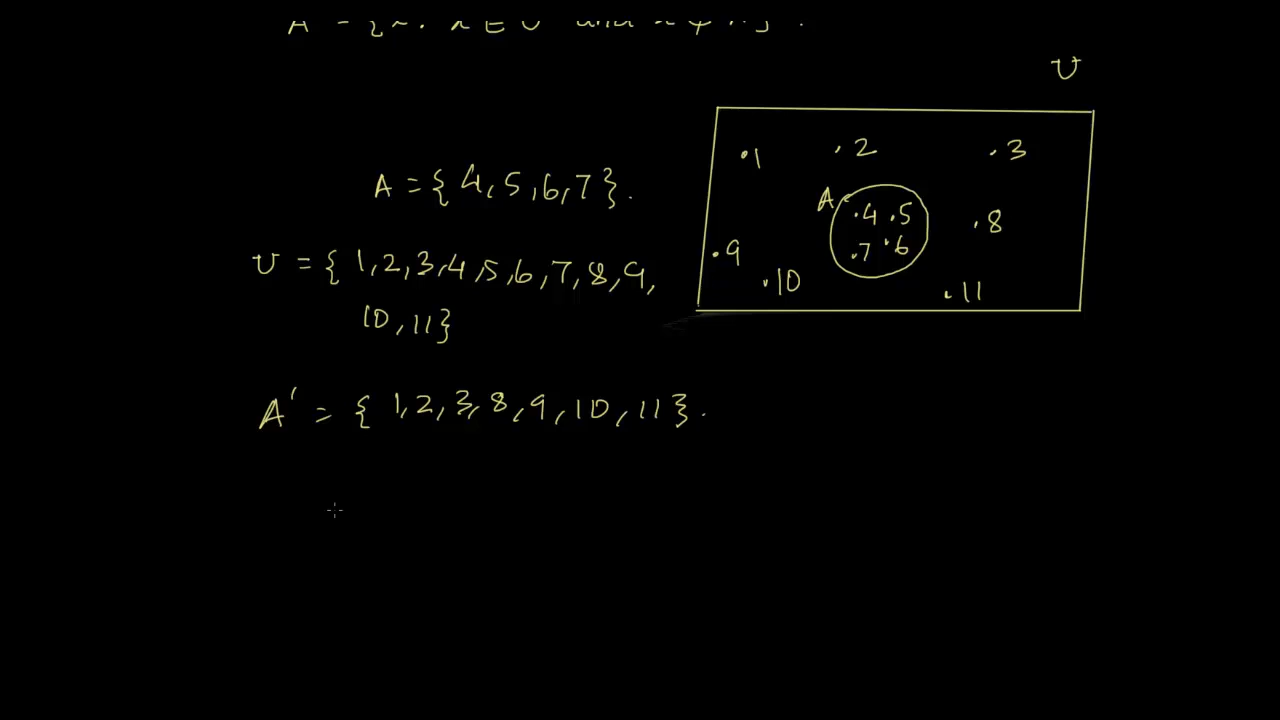 A = {x: x ∈ U and x ∉ A}.
U
A = {4,5,6,7}.
U = {1,2,3,4,5,6,7,8,9,
10,11}
A' = {1,2,3,8,9,10,11}.
.1 .2 .3
A
.4 .5 .8
.9 .7 .6
.10 .11